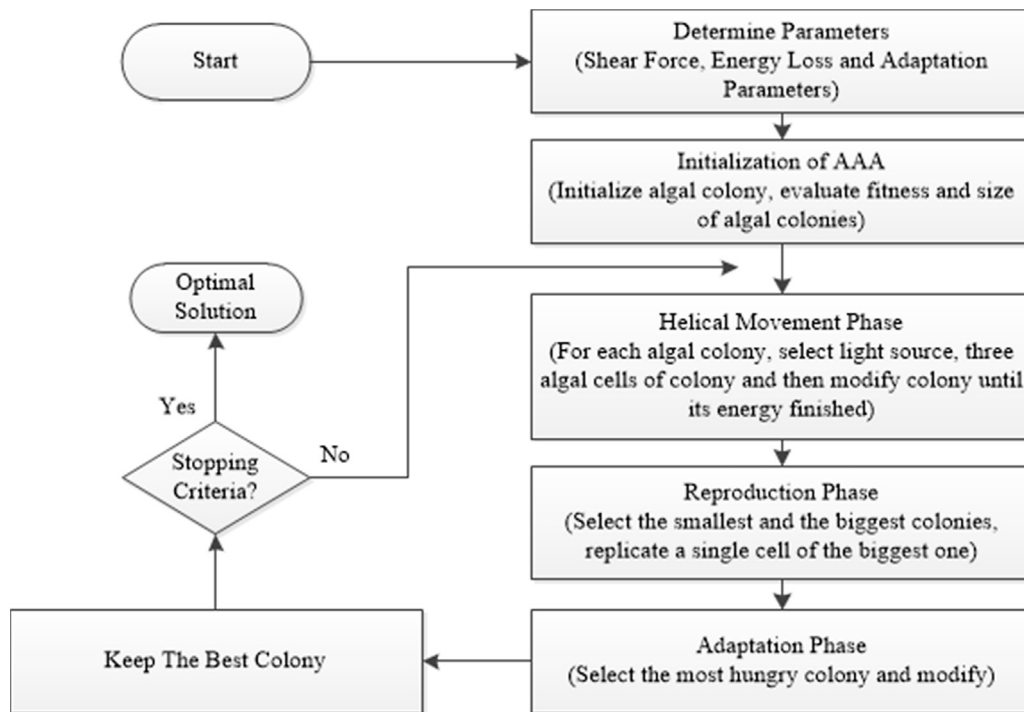 Start
Determine Parameters
(Shear Force, Energy Loss and Adaptation
Parameters)
Initialization of AAA
(Initialize algal colony, evaluate fitness and size
of algal colonies)
Helical Movement Phase
(For each algal colony, select light source, three
algal cells of colony and then modify colony until
its energy finished)
Reproduction Phase
(Select the smallest and the biggest colonies,
replicate a single cell of the biggest one)
Adaptation Phase
(Select the most hungry colony and modify)
Keep The Best Colony
Stopping
Criteria?
No
Yes
Optimal
Solution